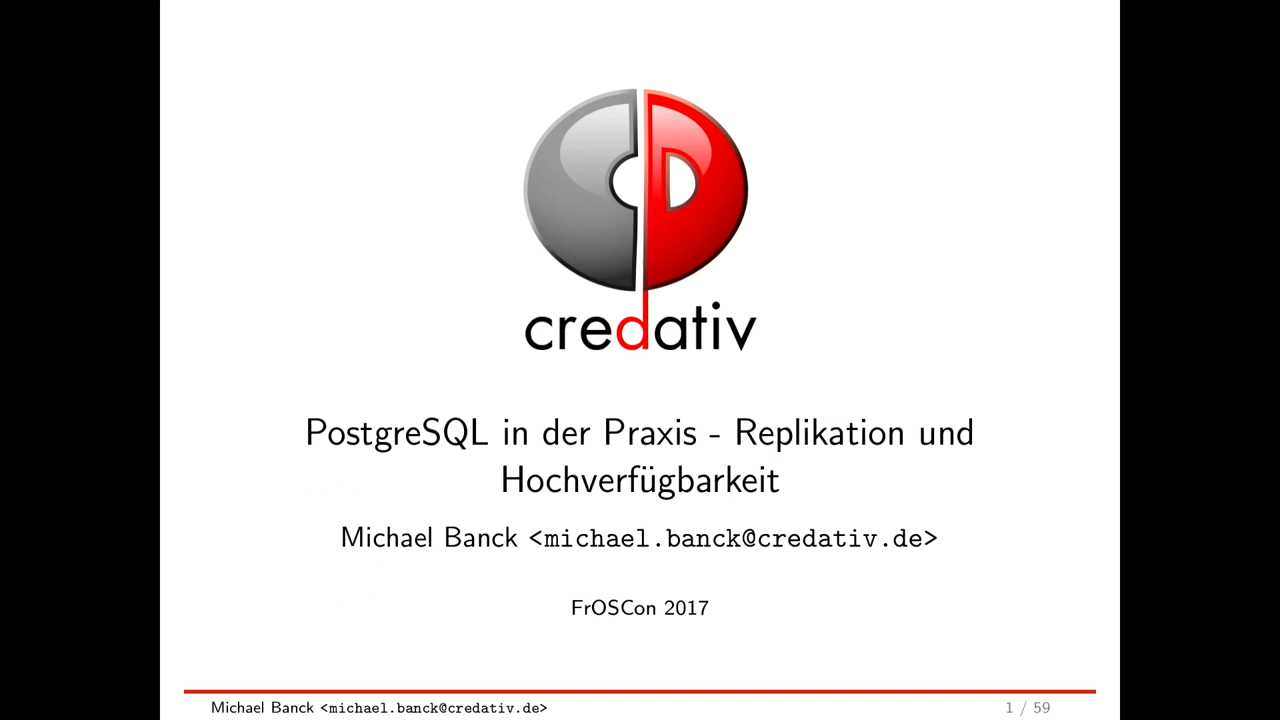 credativ
PostgreSQL in der Praxis - Replikation und
Hochverfügbarkeit
Michael Banck <michael.banck@credativ.de>
FrOSCon 2017
Michael Banck <michael.banck@credativ.de>
1 / 59